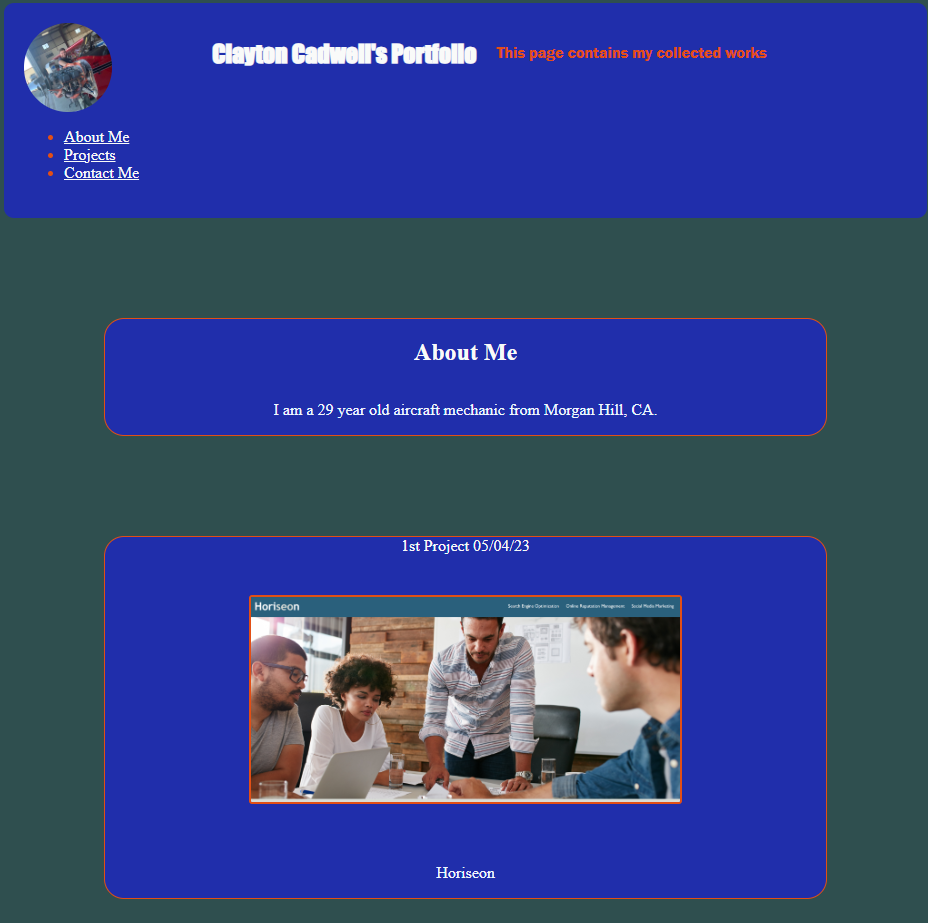 Clayton Cadwell's Portfolio
This page contains my collected works
About Me
Projects
Contact Me
About Me
I am a 29 year old aircraft mechanic from Morgan Hill, CA.
1st Project 05/04/23
Horiseon
Search Engine Optimization Online Reputation Management Social Media Marketing
Horiseon